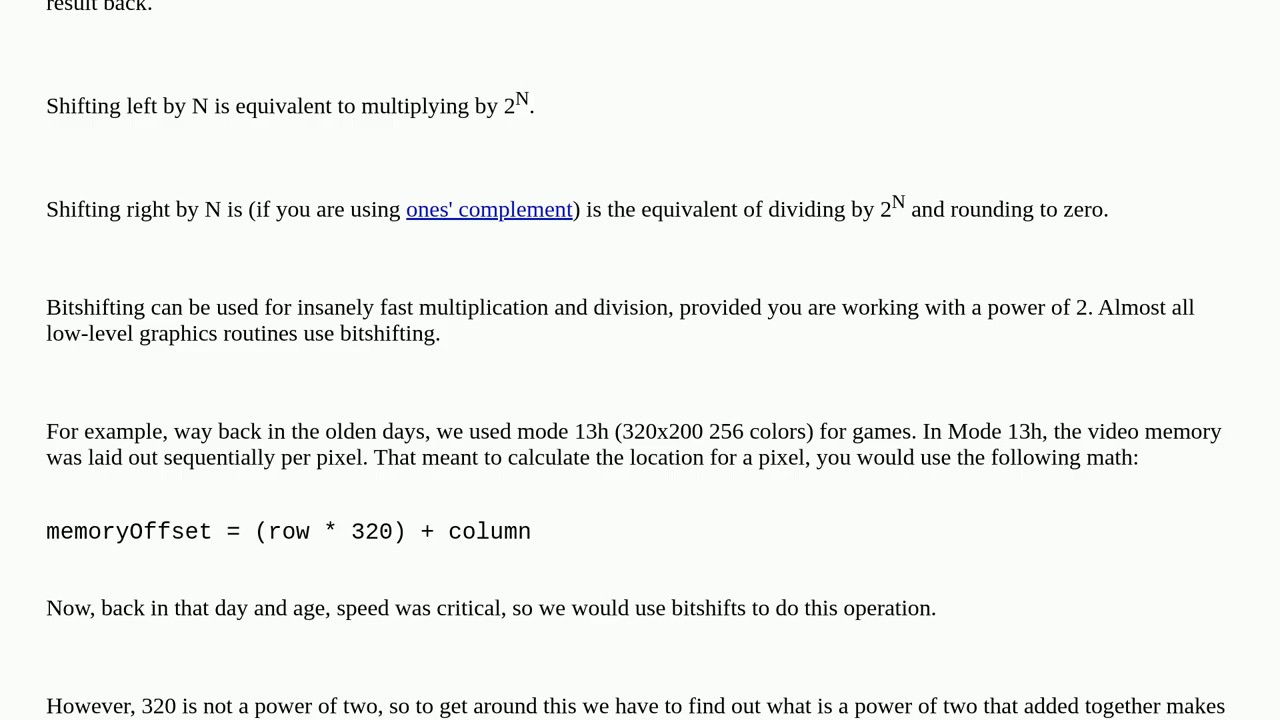 result back.
Shifting left by N is equivalent to multiplying by 2^N.
Shifting right by N is (if you are using ones' complement) is the equivalent of dividing by 2^N and rounding to zero.
Bitshifting can be used for insanely fast multiplication and division, provided you are working with a power of 2. Almost all
low-level graphics routines use bitshifting.
For example, way back in the olden days, we used mode 13h (320x200 256 colors) for games. In Mode 13h, the video memory
was laid out sequentially per pixel. That meant to calculate the location for a pixel, you would use the following math:
memoryOffset = (row * 320) + column
Now, back in that day and age, speed was critical, so we would use bitshifts to do this operation.
However, 320 is not a power of two, so to get around this we have to find out what is a power of two that added together makes